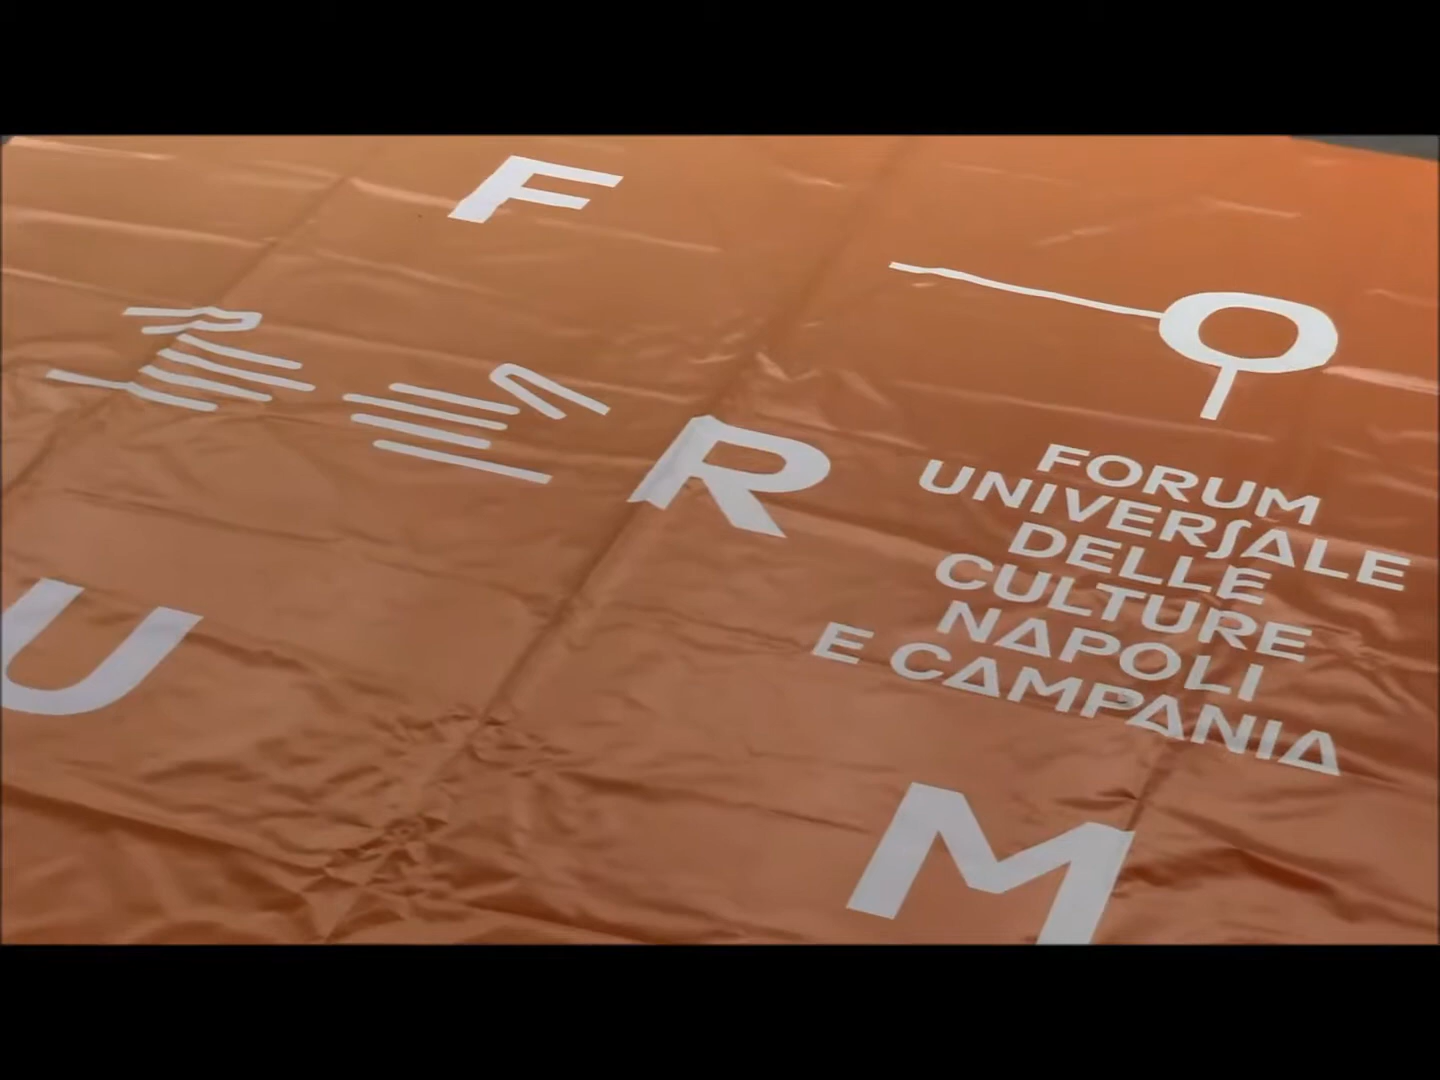 F
O
R
U
M
FORUM
UNIVERSALE
DELLE
CULTURE
NAPOLI
E CAMPANIA